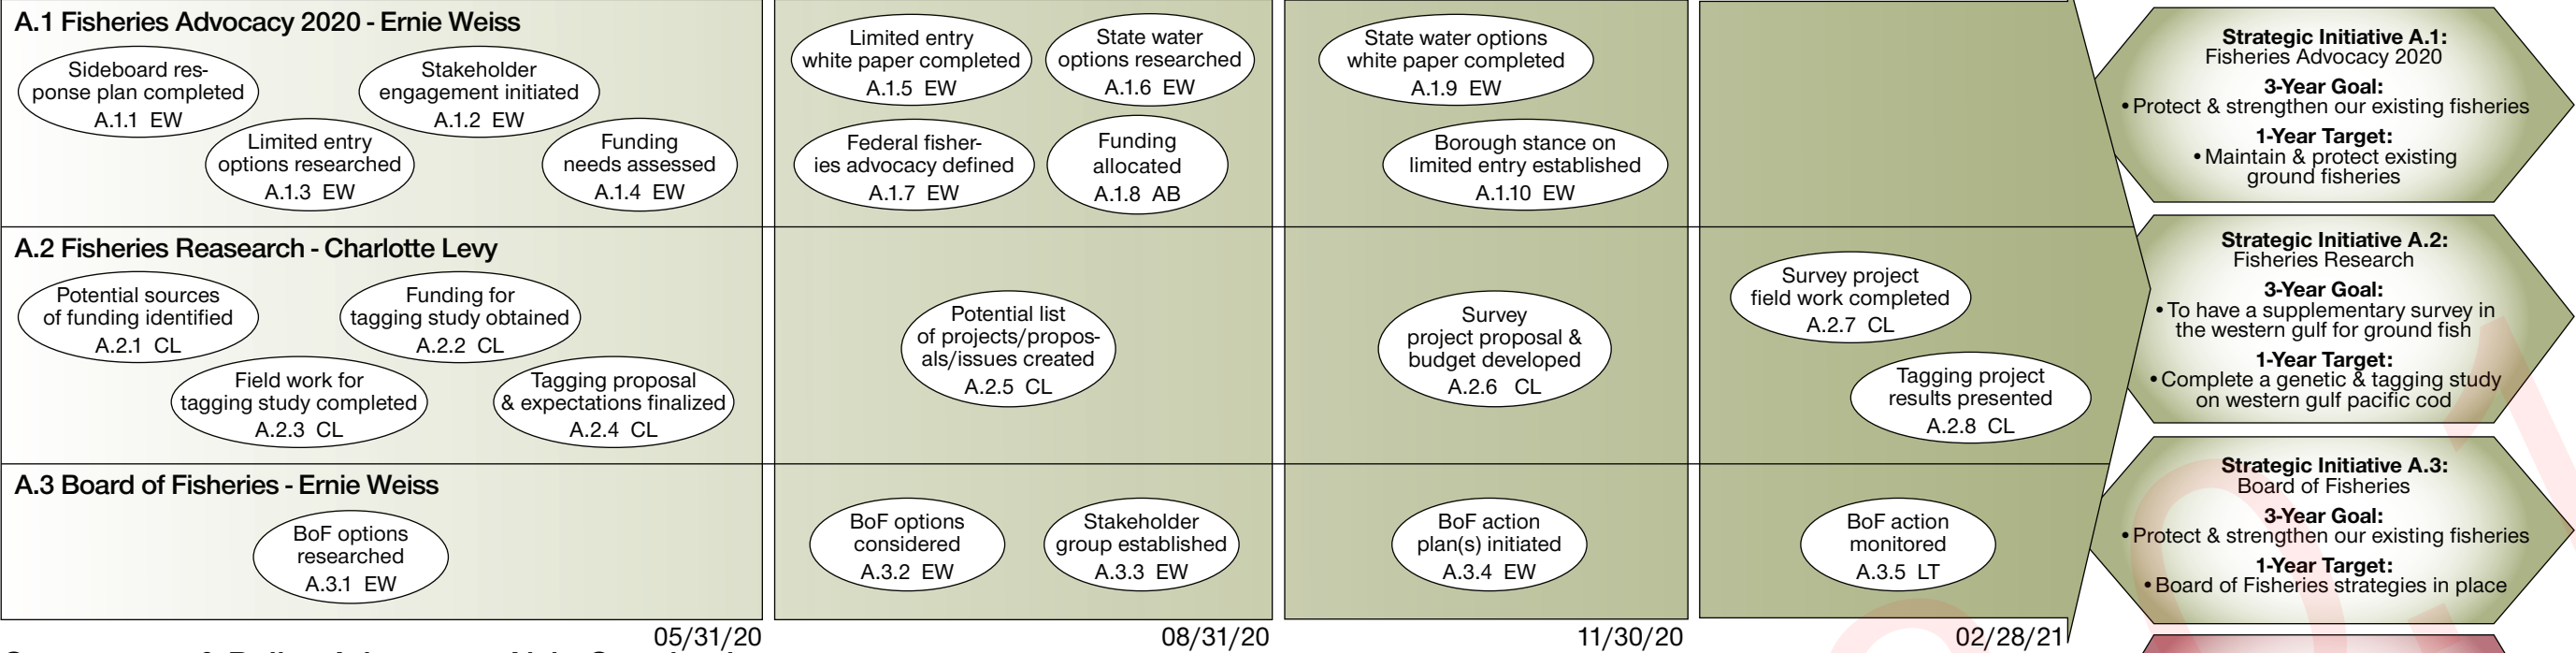 A.1 Fisheries Advocacy 2020 - Ernie Weiss
Sideboard res-
ponse plan completed
A.1.1 EW
Stakeholder
engagement initiated
A.1.2 EW
Limited entry
options researched
A.1.3 EW
Funding
needs assessed
A.1.4 EW
Limited entry
white paper completed
A.1.5 EW
State water
options researched
A.1.6 EW
Federal fisher-
ies advocacy defined
A.1.7 EW
Funding
allocated
A.1.8 AB
State water options
white paper completed
A.1.9 EW
Borough stance on
limited entry established
A.1.10 EW
Strategic Initiative A.1:
Fisheries Advocacy 2020
3-Year Goal:
• Protect & strengthen our existing fisheries
1-Year Target:
• Maintain & protect existing
ground fisheries
A.2 Fisheries Reasearch - Charlotte Levy
Potential sources
of funding identified
A.2.1 CL
Funding for
tagging study obtained
A.2.2 CL
Field work for
tagging study completed
A.2.3 CL
Tagging proposal
& expectations finalized
A.2.4 CL
Potential list
of projects/propos-
als/issues created
A.2.5 CL
Survey
project proposal &
budget developed
A.2.6 CL
Survey project
field work completed
A.2.7 CL
Tagging project
results presented
A.2.8 CL
Strategic Initiative A.2:
Fisheries Research
3-Year Goal:
• To have a supplementary survey in
the western gulf for ground fish
1-Year Target:
• Complete a genetic & tagging study
on western gulf pacific cod
A.3 Board of Fisheries - Ernie Weiss
BoF options
researched
A.3.1 EW
BoF options
considered
A.3.2 EW
Stakeholder
group established
A.3.3 EW
BoF action
plan(s) initiated
A.3.4 EW
BoF action
monitored
A.3.5 LT
Strategic Initiative A.3:
Board of Fisheries
3-Year Goal:
• Protect & strengthen our existing fisheries
1-Year Target:
• Board of Fisheries strategies in place
05/31/20
08/31/20
11/30/20
02/28/21